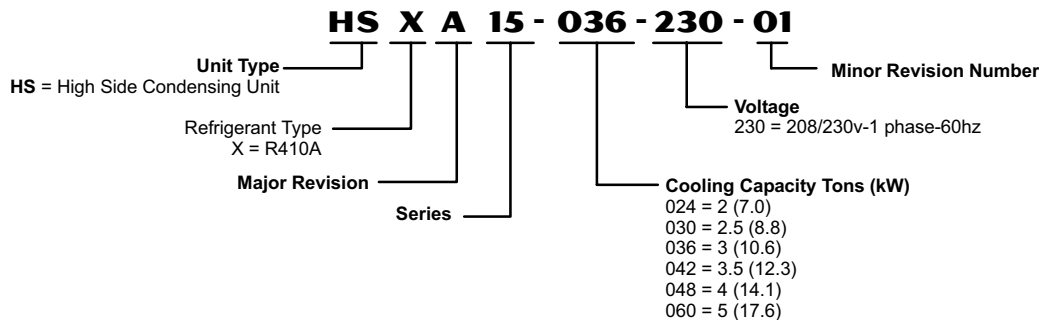 HS X A 15 - 036 - 230 - 01
Unit Type
HS = High Side Condensing Unit
Minor Revision Number
Voltage
230 = 208/230v-1 phase-60hz
Refrigerant Type
X = R410A
Major Revision
Cooling Capacity Tons (kW)
024 = 2 (7.0)
030 = 2.5 (8.8)
036 = 3 (10.6)
042 = 3.5 (12.3)
048 = 4 (14.1)
060 = 5 (17.6)
Series